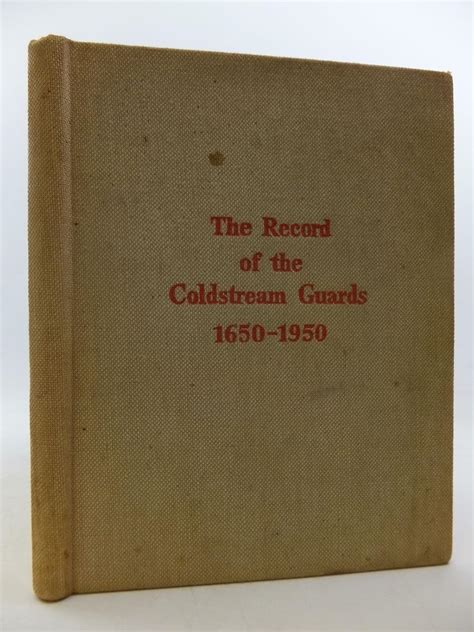 The Record
of the
Coldstream Guards
1650-1950